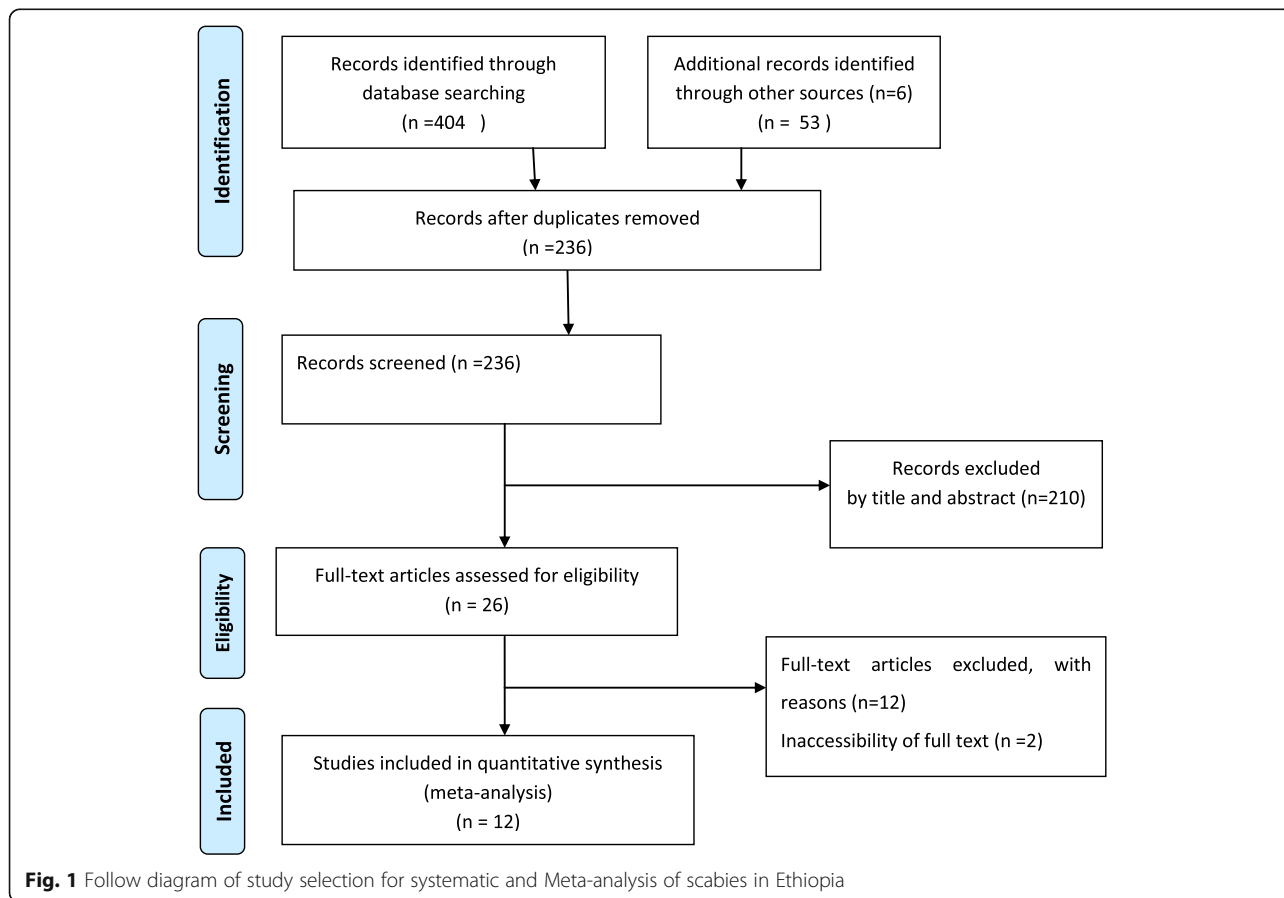 Identification
Records identified through
database searching
(n =404   )
Additional records identified
through other sources (n=6)
(n =  53 )
Records after duplicates removed
(n =236)
Screening
Records screened (n =236)
Records excluded
by title and abstract (n=210)
Eligibility
Full-text articles assessed for eligibility
(n = 26)
Full-text articles excluded, with
reasons (n=12)
Inaccessibility of full text (n =2)
Included
Studies included in quantitative synthesis
(meta-analysis)
(n = 12)
Fig. 1 Follow diagram of study selection for systematic and Meta-analysis of scabies in Ethiopia